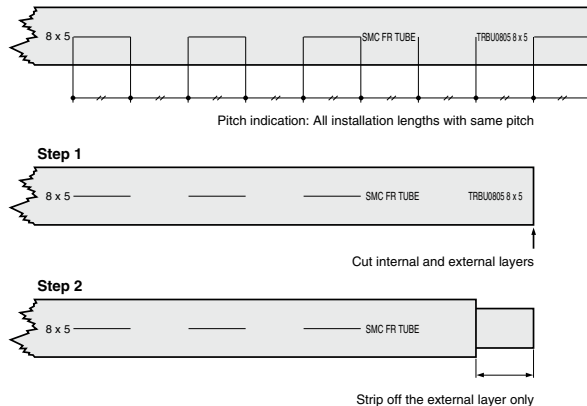 8 x 5 SMC FR TUBE TRBU0805 8 x 5
Pitch indication: All installation lengths with same pitch
Step 1
8 x 5 SMC FR TUBE TRBU0805 8 x 5
Cut internal and external layers
Step 2
8 x 5 SMC FR TUBE
Strip off the external layer only